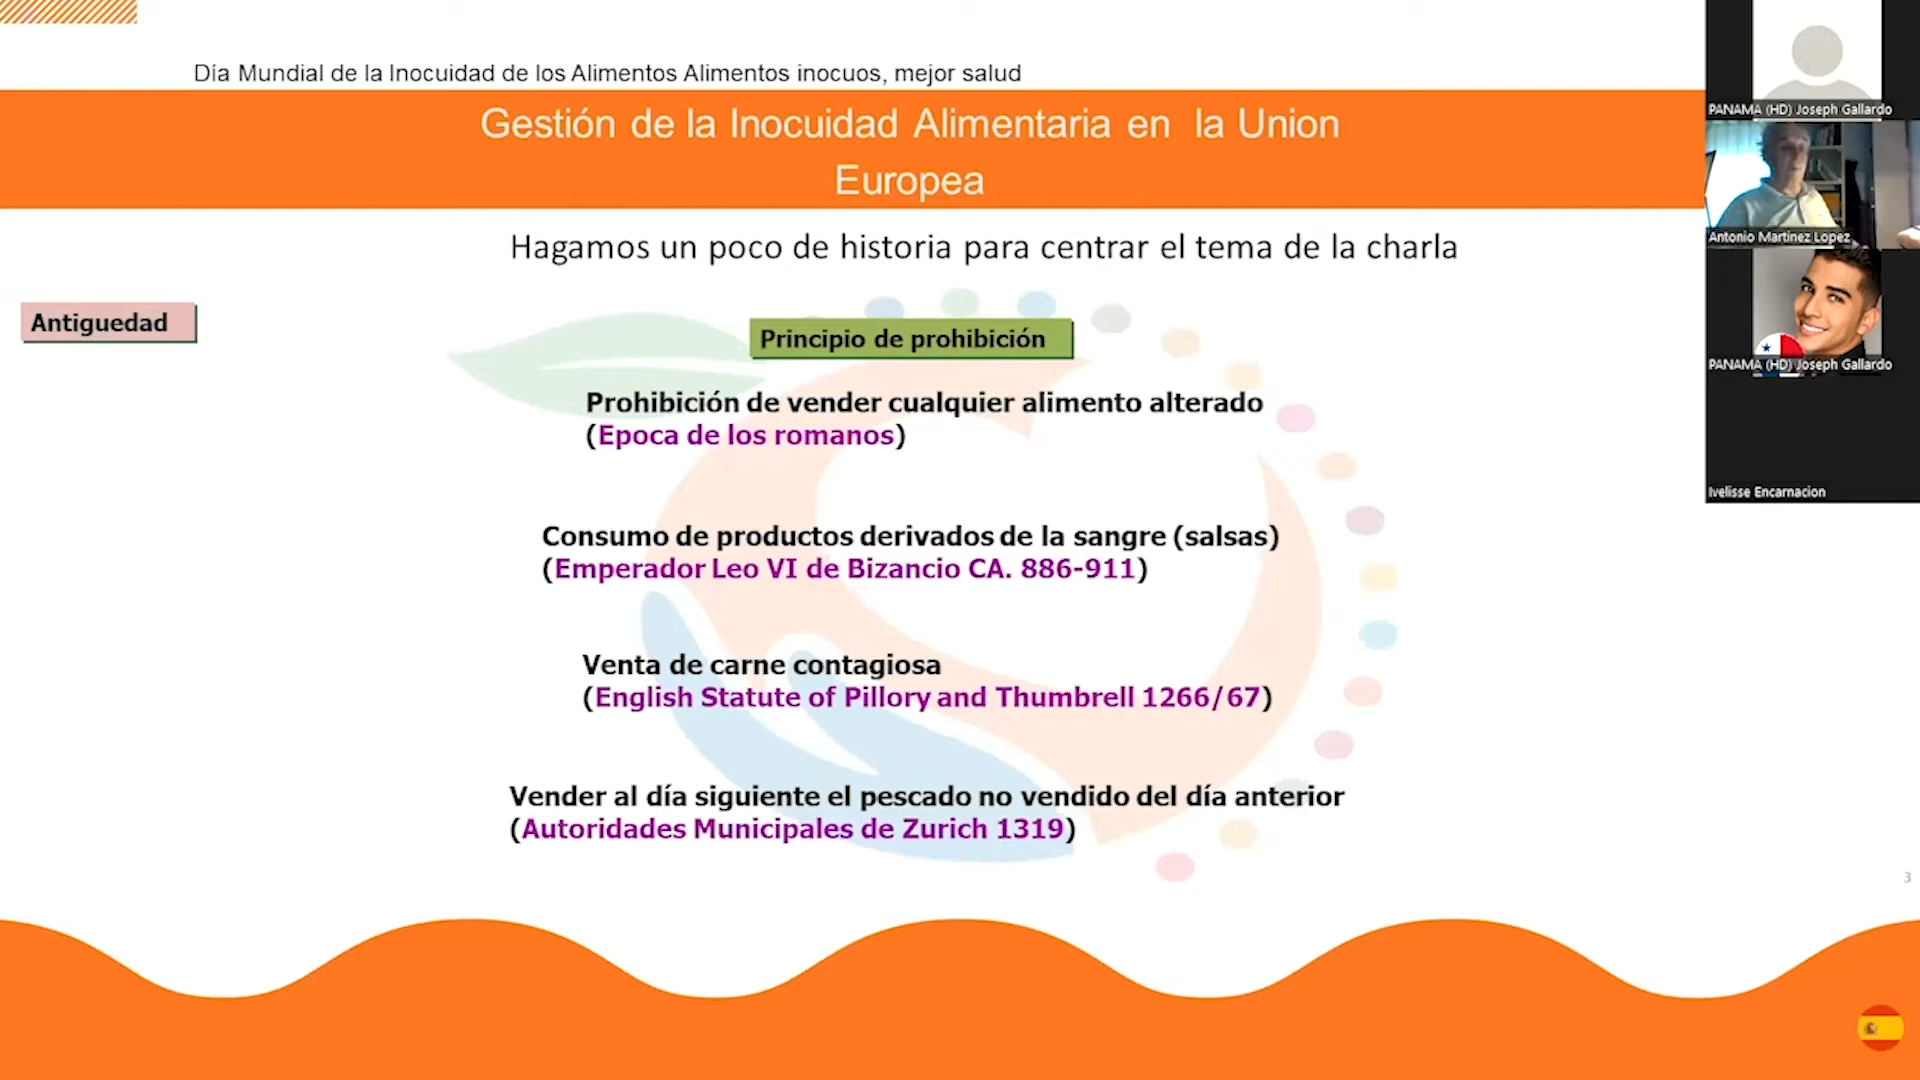 Día Mundial de la Inocuidad de los Alimentos Alimentos inocuos, mejor salud
Gestión de la Inocuidad Alimentaria en la Union
Europea
Hagamos un poco de historia para centrar el tema de la charla
Antiguedad
Principio de prohibición
Prohibición de vender cualquier alimento alterado
(Epoca de los romanos)
Consumo de productos derivados de la sangre (salsas)
(Emperador Leo VI de Bizancio CA. 886-911)
Venta de carne contagiosa
(English Statute of Pillory and Thumbrell 1266/67)
Vender al día siguiente el pescado no vendido del día anterior
(Autoridades Municipales de Zurich 1319)
3
PANAMA (HD) Joseph Gallardo
Antonio Martinez Lopez
PANAMA (HD) Joseph Gallardo
Ivelisse Encarnacion